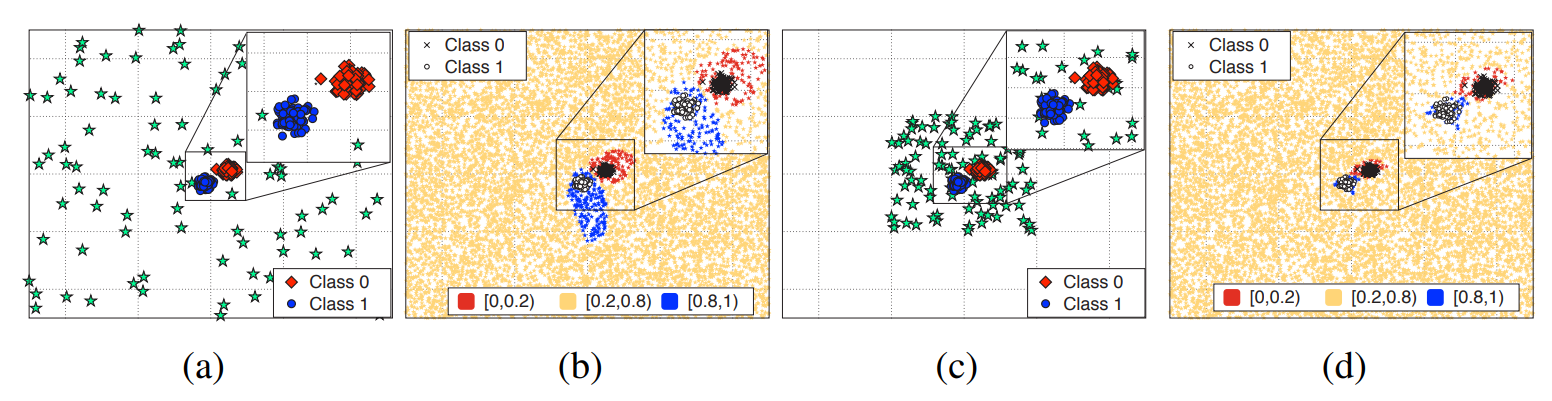 Class 0
Class 1
(a)
Class 0
Class 1
[0,0.2)
[0.2,0.8)
[0.8,1)
(b)
Class 0
Class 1
(c)
Class 0
Class 1
[0,0.2)
[0.2,0.8)
[0.8,1)
(d)